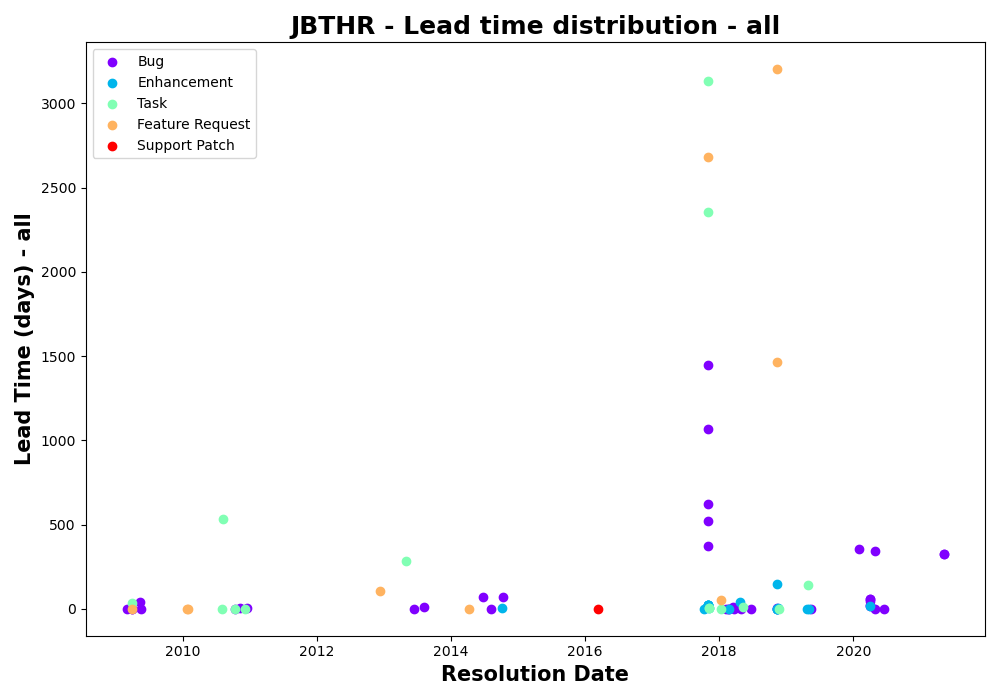 JBTHR - Lead time distribution - all
Bug
Enhancement
Task
Feature Request
Support Patch
Lead Time (days) - all
3000
2500
2000
1500
1000
500
0
2010 2012 2014 2016 2018 2020
Resolution Date